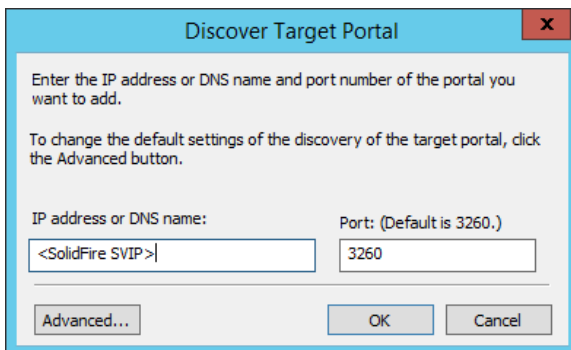 Discover Target Portal
x
Enter the IP address or DNS name and port number of the portal you
want to add.
To change the default settings of the discovery of the target portal, click
the Advanced button.
IP address or DNS name:
Port: (Default is 3260.)
<SolidFire SVIP>
3260
Advanced...
OK
Cancel